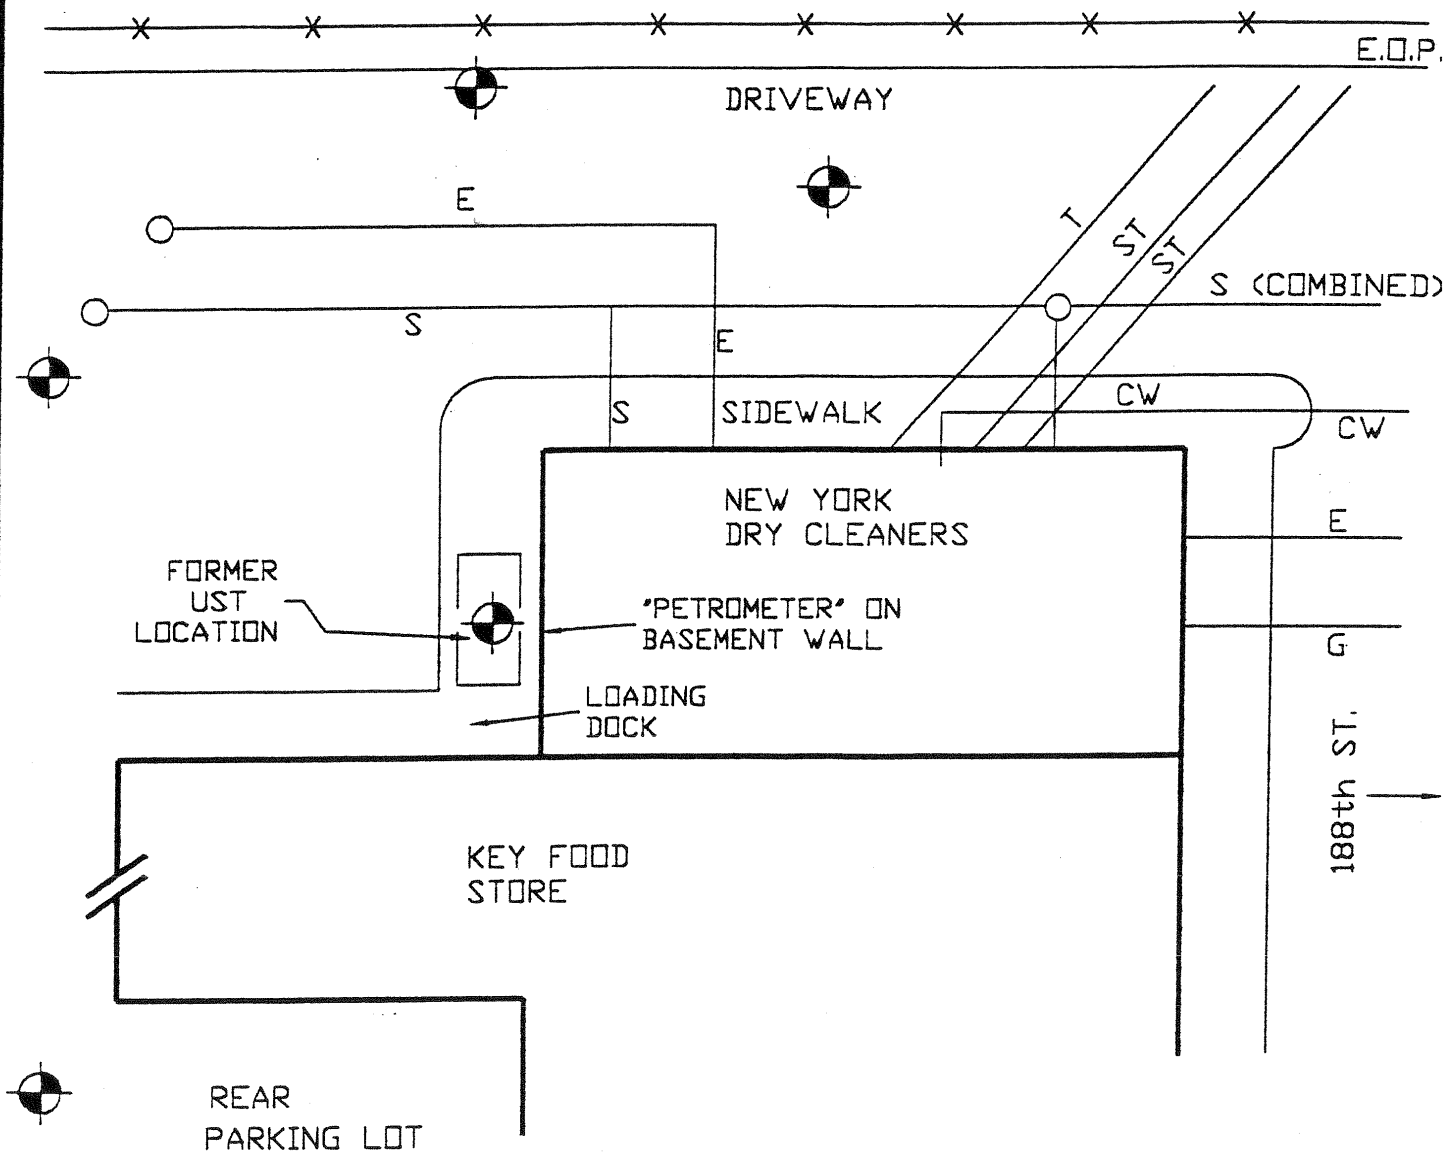 E.O.P.
DRIVEWAY
E
T
ST
ST
S (COMBINED)
S
E
S
SIDEWALK
CW
CW
NEW YORK
DRY CLEANERS
E
FORMER
UST
LOCATION
"PETROMETER" ON
BASEMENT WALL
G
LOADING
DOCK
188th ST.
KEY FOOD
STORE
REAR
PARKING LOT